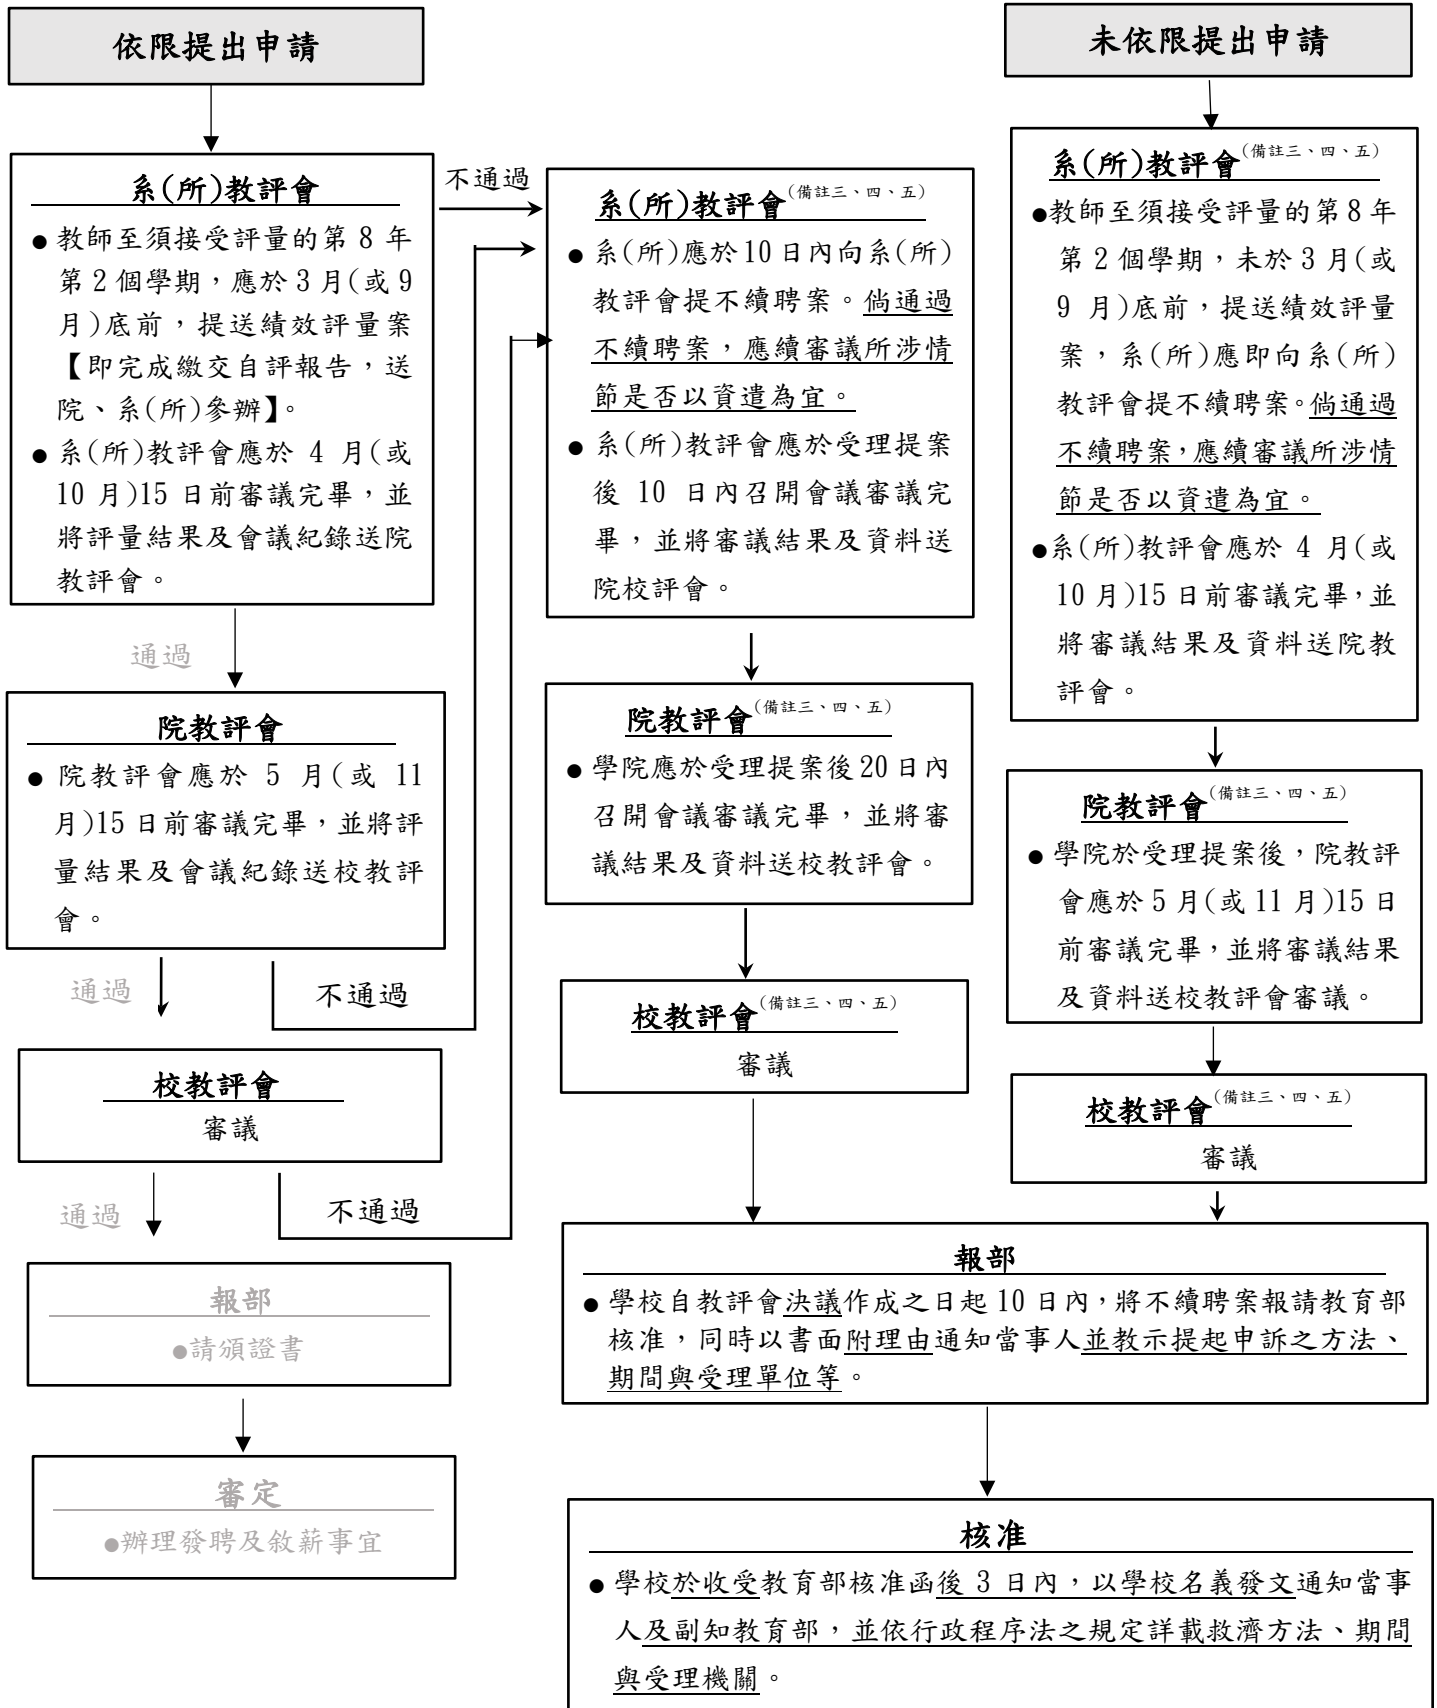 依限提出申請
系(所)教評會
●教師至須接受評量的第 8 年
第 2 個學期，應於 3 月(或 9
月)底前，提送績效評量案
【即完成繳交自評報告，送
院、系(所)參辦】。
●系(所)教評會應於 4 月(或
10 月)15 日前審議完畢，並
將評量結果及會議紀錄送院
教評會。
通過
不通過
院教評會
●院教評會應於 5 月(或 11
月)15 日前審議完畢，並將評
量結果及會議紀錄送校教評
會。
通過
不通過
校教評會
審議
通過
不通過
報部
●請頒證書
審定
●辦理發聘及敘薪事宜
系(所)教評會(備註三、四、五)
●系(所)應於 10 日內向系(所)
教評會提不續聘案。倘通過
不續聘案，應續審議所涉情
節是否以資遣為宜。
●系(所)教評會應於受理提案
後 10 日內召開會議審議完
畢，並將審議結果及資料送
院校評會。
院教評會(備註三、四、五)
●學院應於受理提案後 20 日內
召開會議審議完畢，並將審
議結果及資料送校教評會。
校教評會(備註三、四、五)
審議
未依限提出申請
系(所)教評會(備註三、四、五)
●教師至須接受評量的第 8 年
第 2 個學期，未於 3 月(或
9 月)底前，提送績效評量
案，系(所)應即向系(所)
教評會提不續聘案。倘通過
不續聘案，應續審議所涉情
節是否以資遣為宜。
●系(所)教評會應於 4 月(或
10 月)15 日前審議完畢，並
將審議結果及資料送院教
評會。
院教評會(備註三、四、五)
●學院於受理提案後，院教評
會應於 5 月(或 11 月)15 日
前審議完畢，並將審議結果
及資料送校教評會審議。
校教評會(備註三、四、五)
審議
報部
●學校自教評會決議作成之日起 10 日內，將不續聘案報請教育部
核准，同時以書面附理由通知當事人並教示提起申訴之方法、
期間與受理單位等。
核准
●學校於收受教育部核准函後 3 日內，以學校名義發文通知當事
人及副知教育部，並依行政程序法之規定詳載救濟方法、期間
與受理機關。